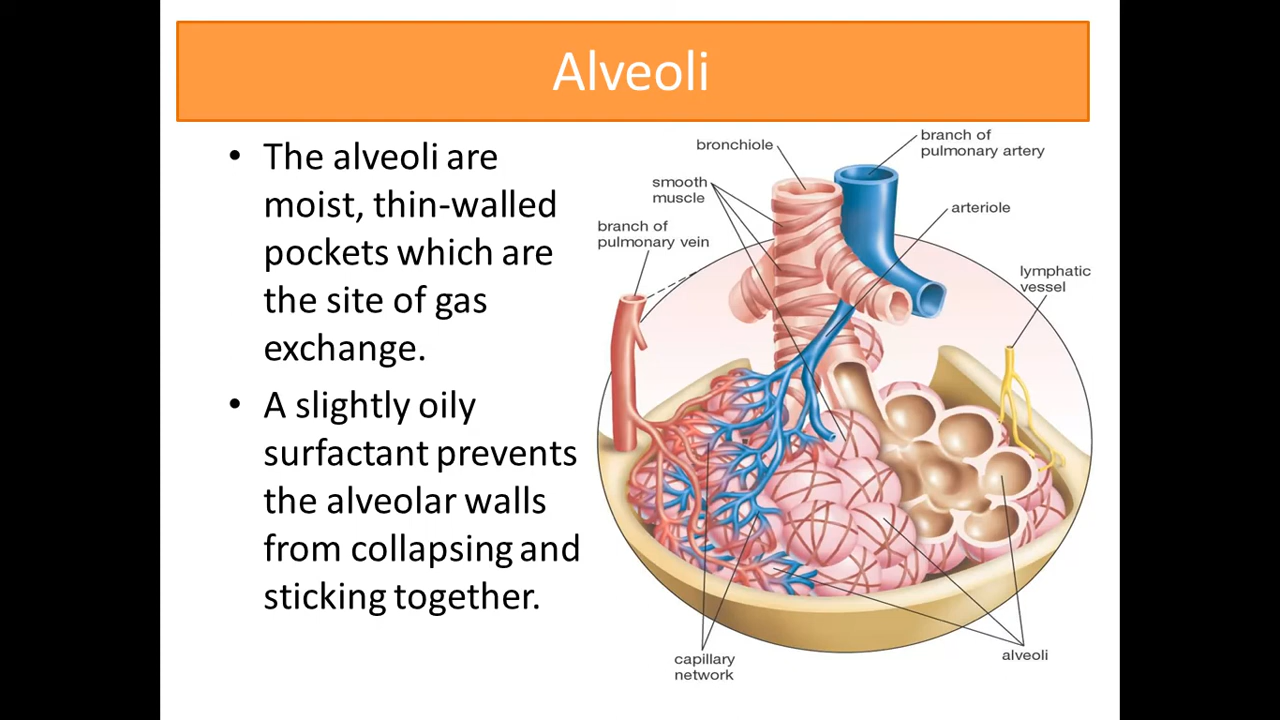 Alveoli
• The alveoli are
moist, thin-walled
pockets which are
the site of gas
exchange.
• A slightly oily
surfactant prevents
the alveolar walls
from collapsing and
sticking together.
bronchiole
branch of
pulmonary artery
smooth
muscle
arteriole
branch of
pulmonary vein
lymphatic
vessel
capillary
network
alveoli